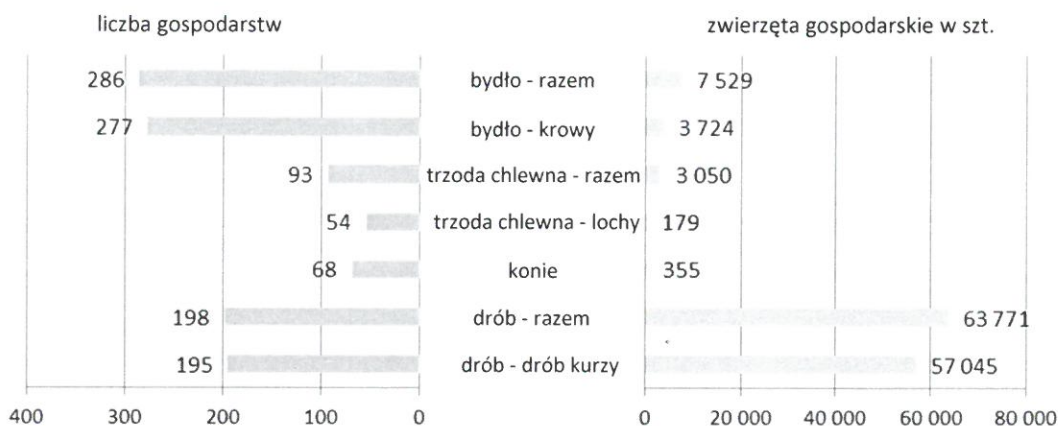 liczba gospodarstw zwierzęta gospodarskie w szt.
286 bydło - razem 7 529
277 bydło - krowy 3 724
93 trzoda chlewna - razem 3 050
54 trzoda chlewna - lochy 179
68 konie 355
198 drób - razem 63 771
195 drób - drób kurzy 57 045
400 300 200 100 0 0 20 000 40 000 60 000 80 000